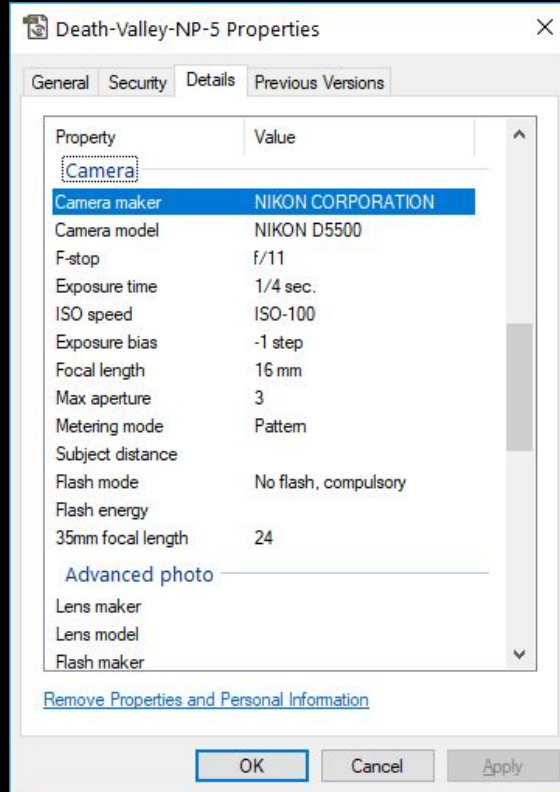 Death-Valley-NP-5 Properties
General Security Details Previous Versions
Property Value
Camera
Camera maker NIKON CORPORATION
Camera model NIKON D5500
F-stop f/11
Exposure time 1/4 sec.
ISO speed ISO-100
Exposure bias -1 step
Focal length 16 mm
Max aperture 3
Metering mode Pattern
Subject distance
Flash mode No flash, compulsory
Flash energy
35mm focal length 24
Advanced photo
Lens maker
Lens model
Flash maker
Remove Properties and Personal Information
OK Cancel Apply